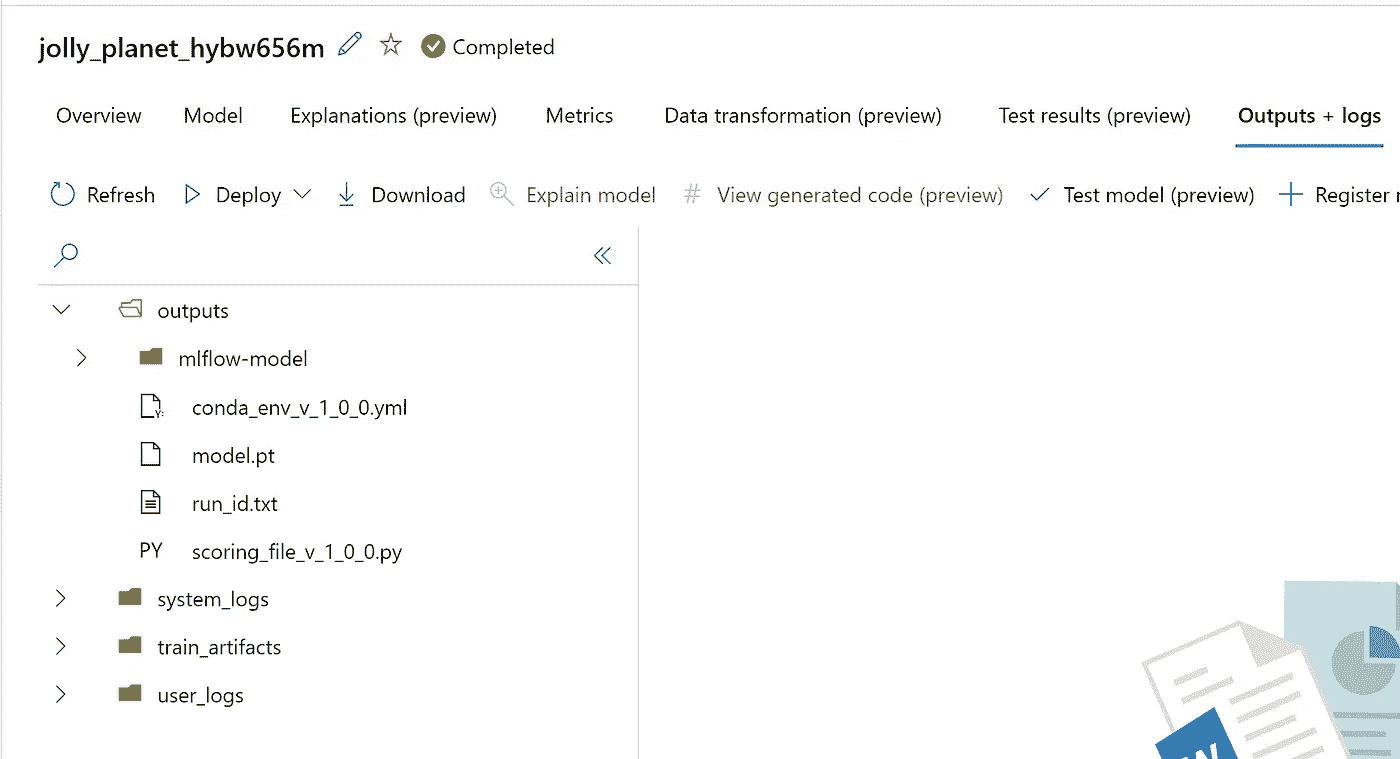 jolly_planet_hybw656m Completed
Overview Model Explanations (preview) Metrics Data transformation (preview) Test results (preview) Outputs + logs
Refresh Deploy Download Explain model # View generated code (preview) Test model (preview) Register
outputs
mlflow-model
Y: conda_env_v_1_0_0.yml
model.pt
run_id.txt
PY scoring_file_v_1_0_0.py
system_logs
train_artifacts
user_logs
W